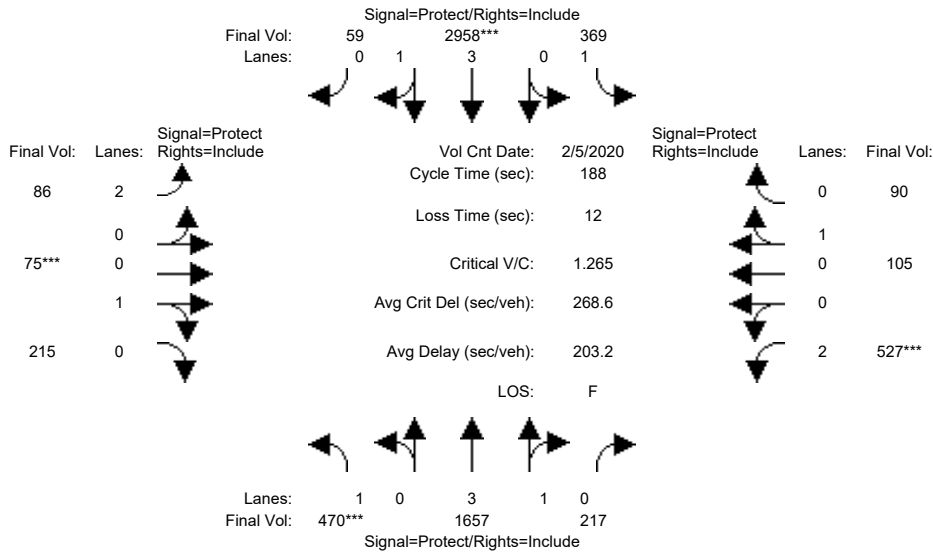 Signal=Protect/Rights=Include
Final Vol: 59 2958*** 369
Lanes: 0 1 3 0 1
Signal=Protect Signal=Protect
Final Vol: Lanes: Rights=Include Vol Cnt Date: 2/5/2020 Rights=Include Lanes: Final Vol:
Cycle Time (sec): 188
86 2 0 90
Loss Time (sec): 12
0 1
75*** 0 Critical V/C: 1.265 0 105
1 Avg Crit Del (sec/veh): 268.6 0
215 0 Avg Delay (sec/veh): 203.2 2 527***
LOS: F
Lanes: 1 0 3 1 0
Final Vol: 470*** 1657 217
Signal=Protect/Rights=Include